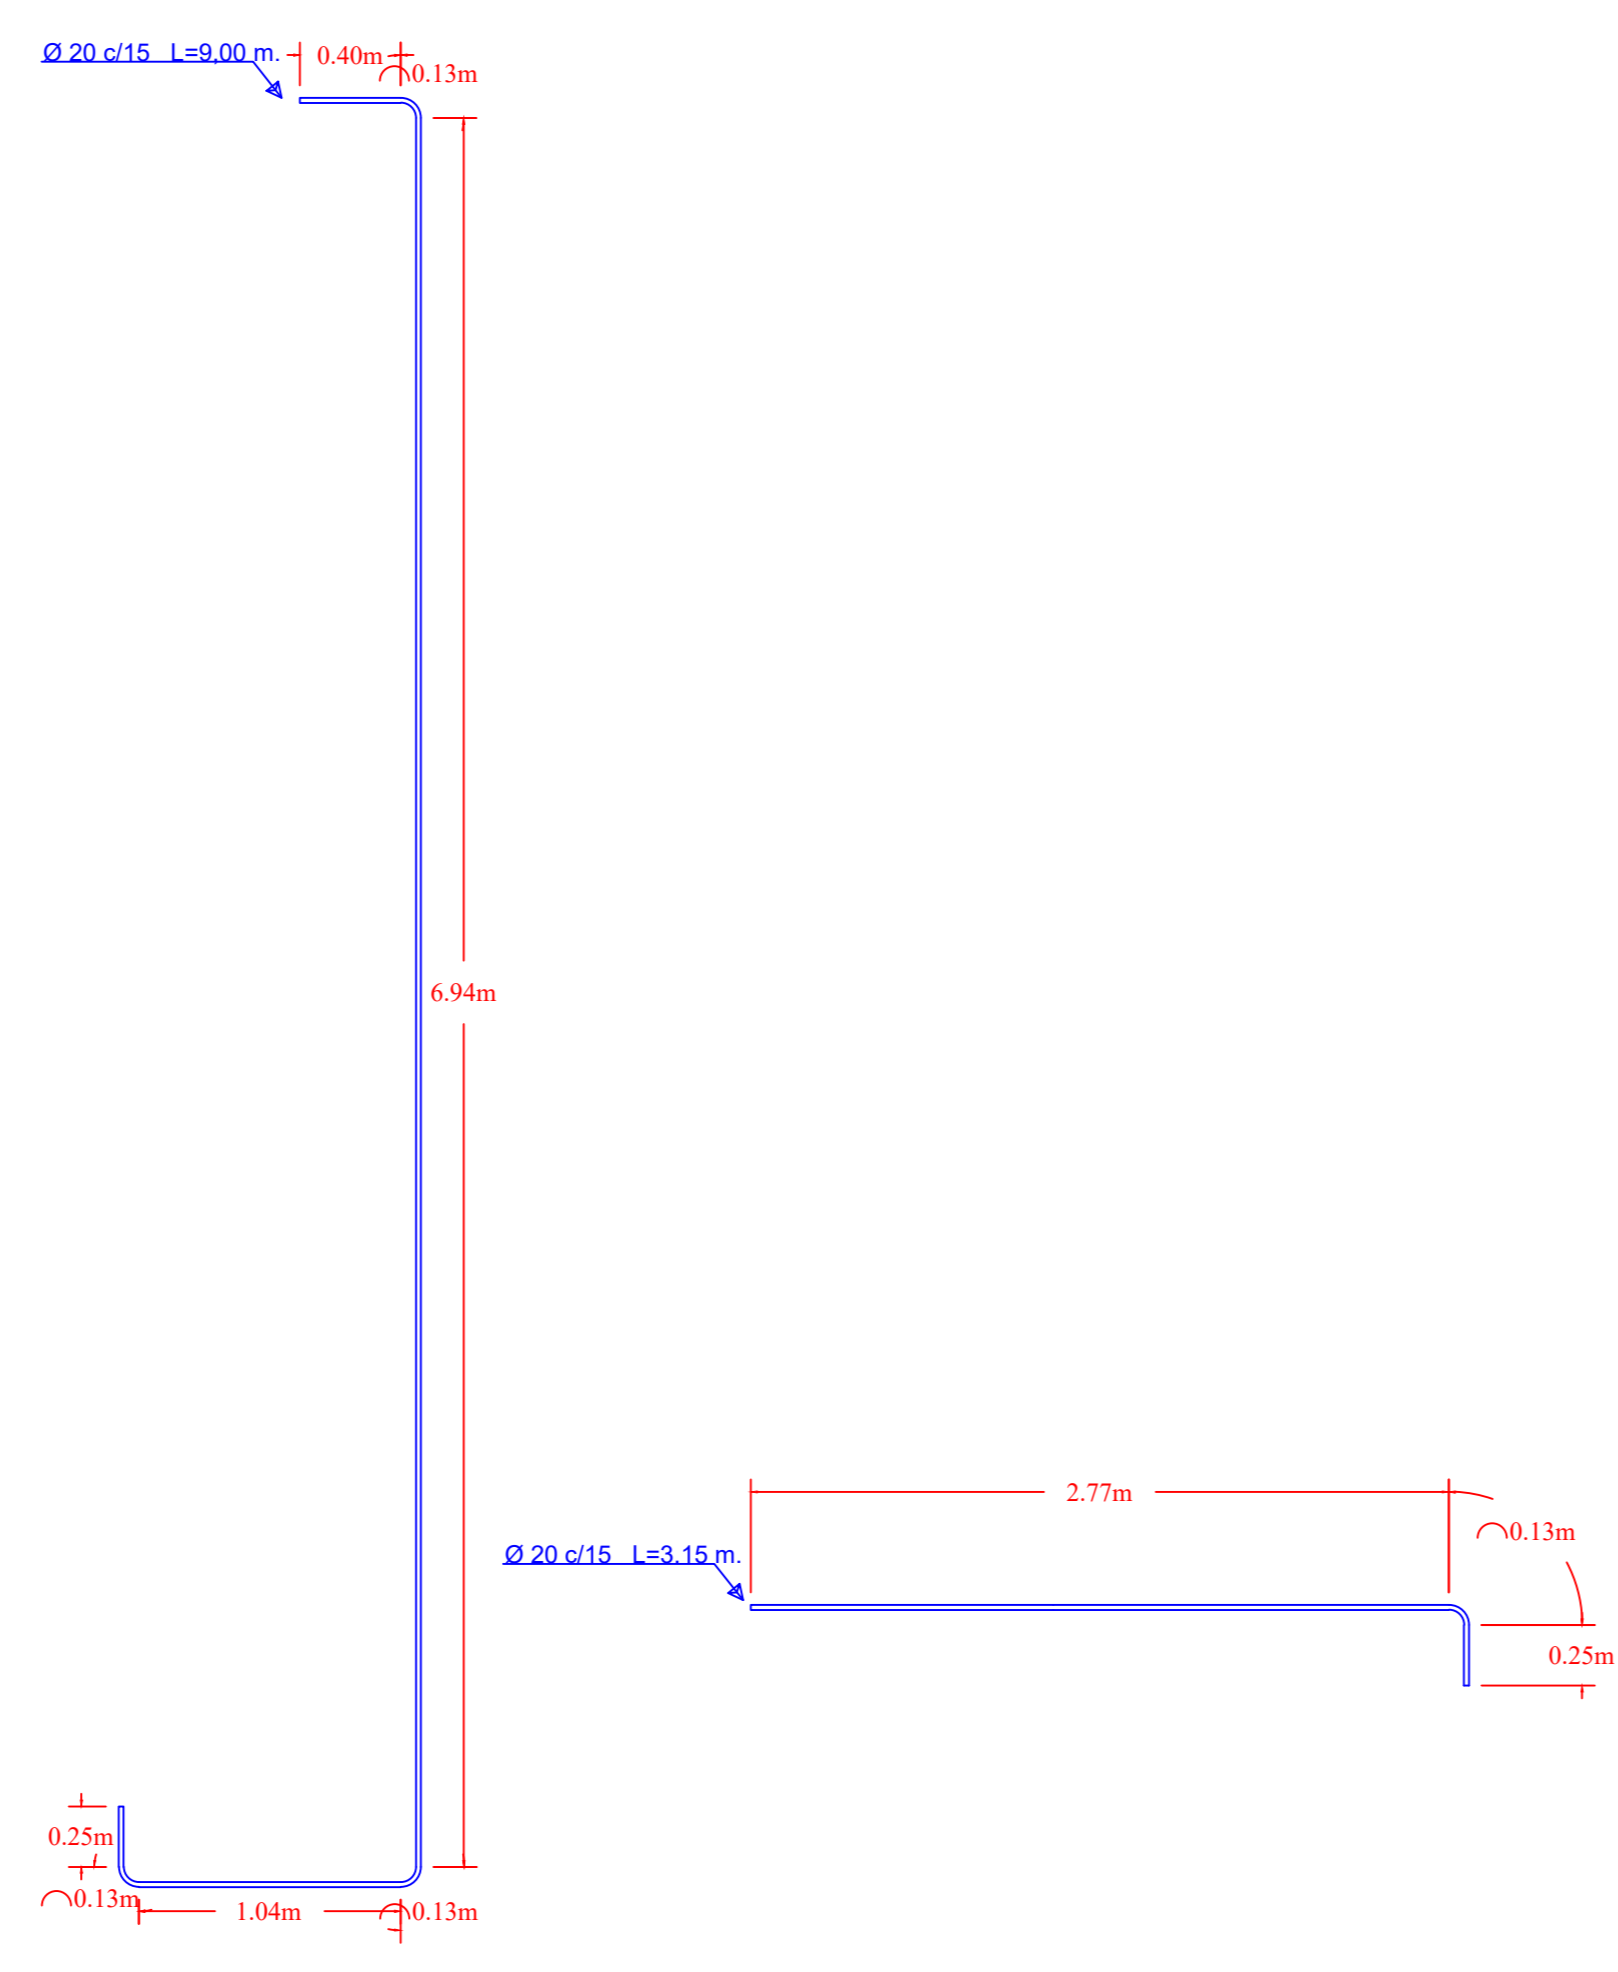 Ø 20 c/15   L=9,00 m.
0.40m
⌒0.13m
6.94m
2.77m
⌒0.13m
Ø 20 c/15   L=3.15 m.
0.25m
0.25m
⌒0.13m
1.04m
⌒0.13m